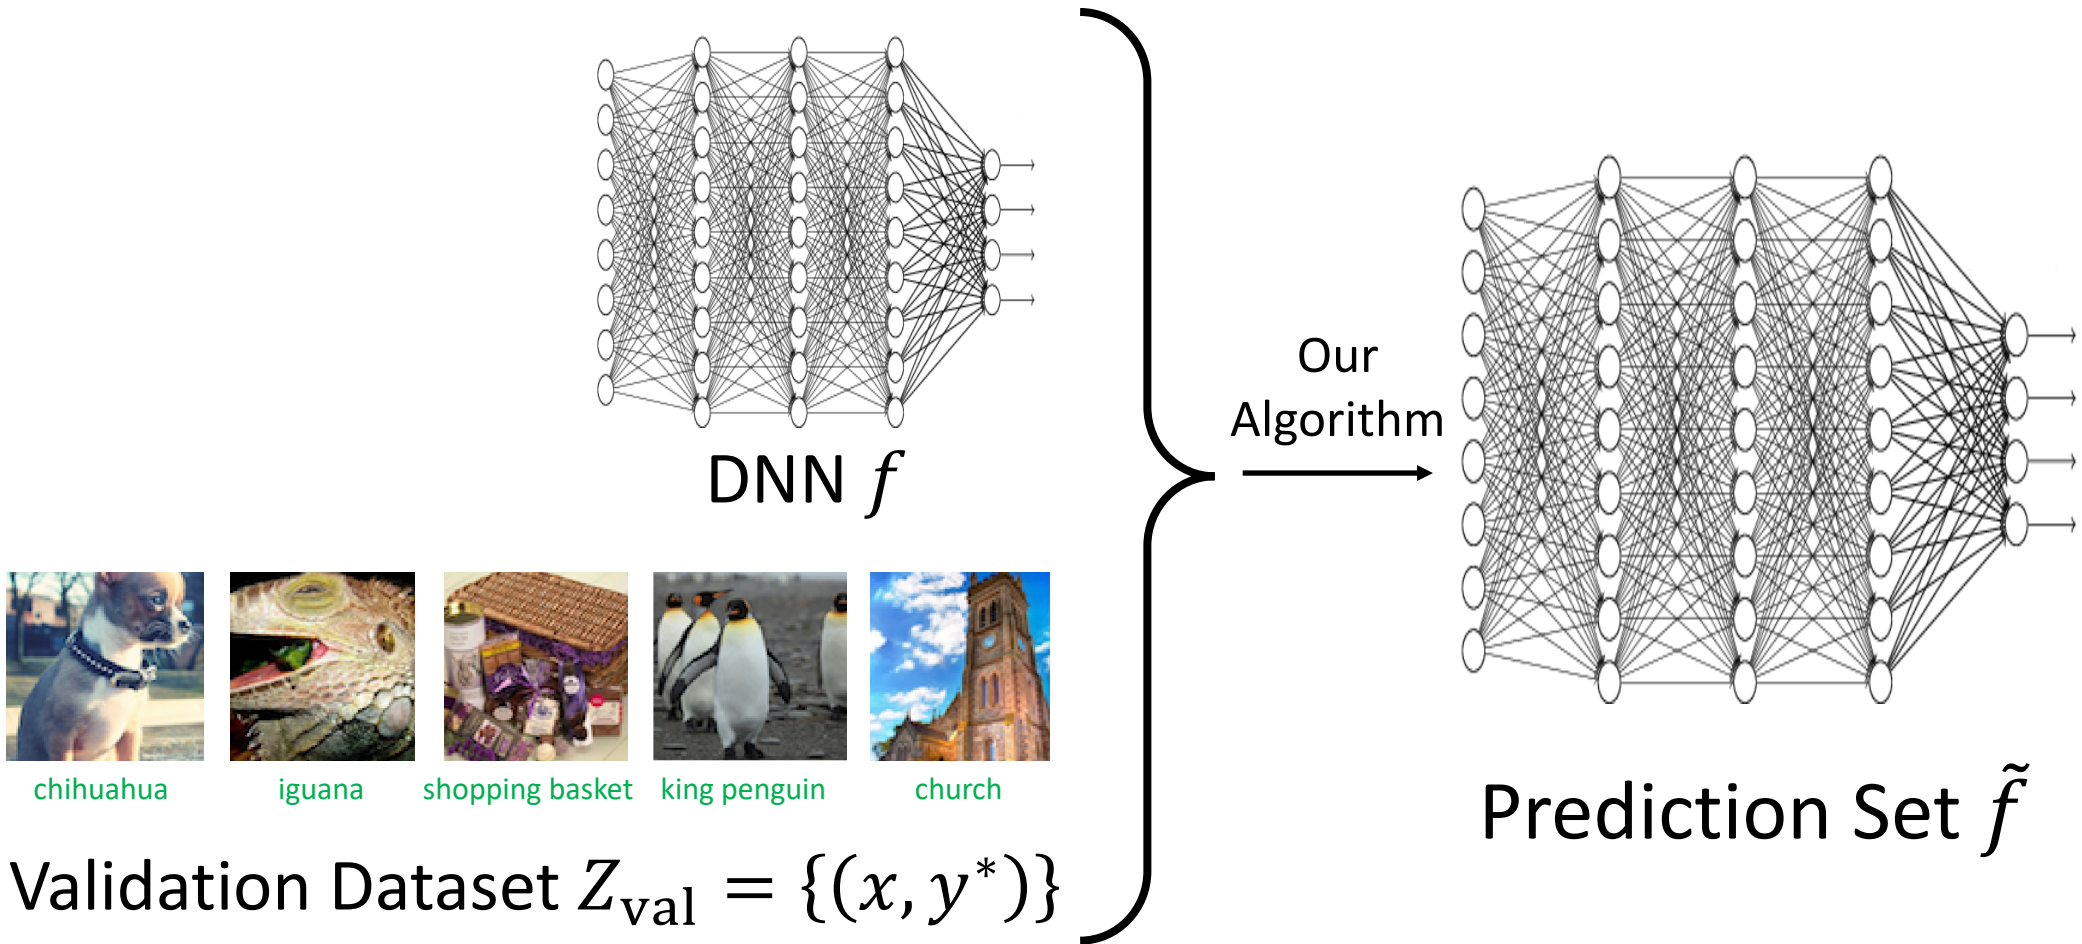 DNN f
chihuahua
iguana
shopping basket
king penguin
church
Validation Dataset Z_val = {(x, y*)}
Our
Algorithm
Prediction Set f̃